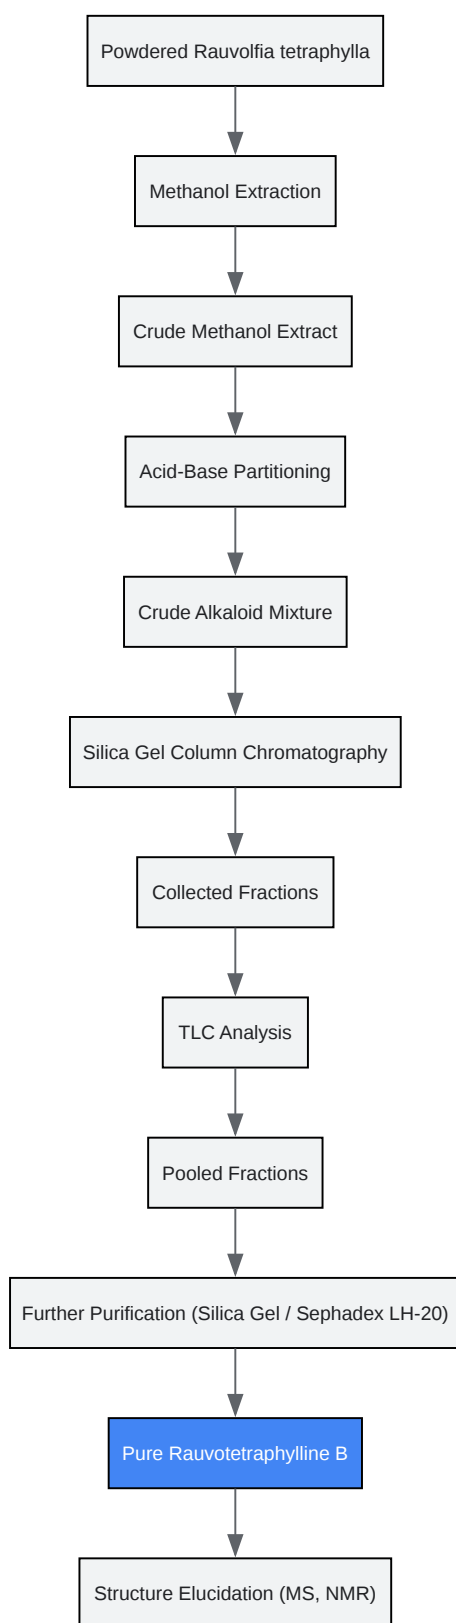 Powdered Rauvolfia tetraphylla
Methanol Extraction
Crude Methanol Extract
Acid-Base Partitioning
Crude Alkaloid Mixture
Silica Gel Column Chromatography
Collected Fractions
TLC Analysis
Pooled Fractions
Further Purification (Silica Gel / Sephadex LH-20)
Pure Rauvotetraphylline B
Structure Elucidation (MS, NMR)